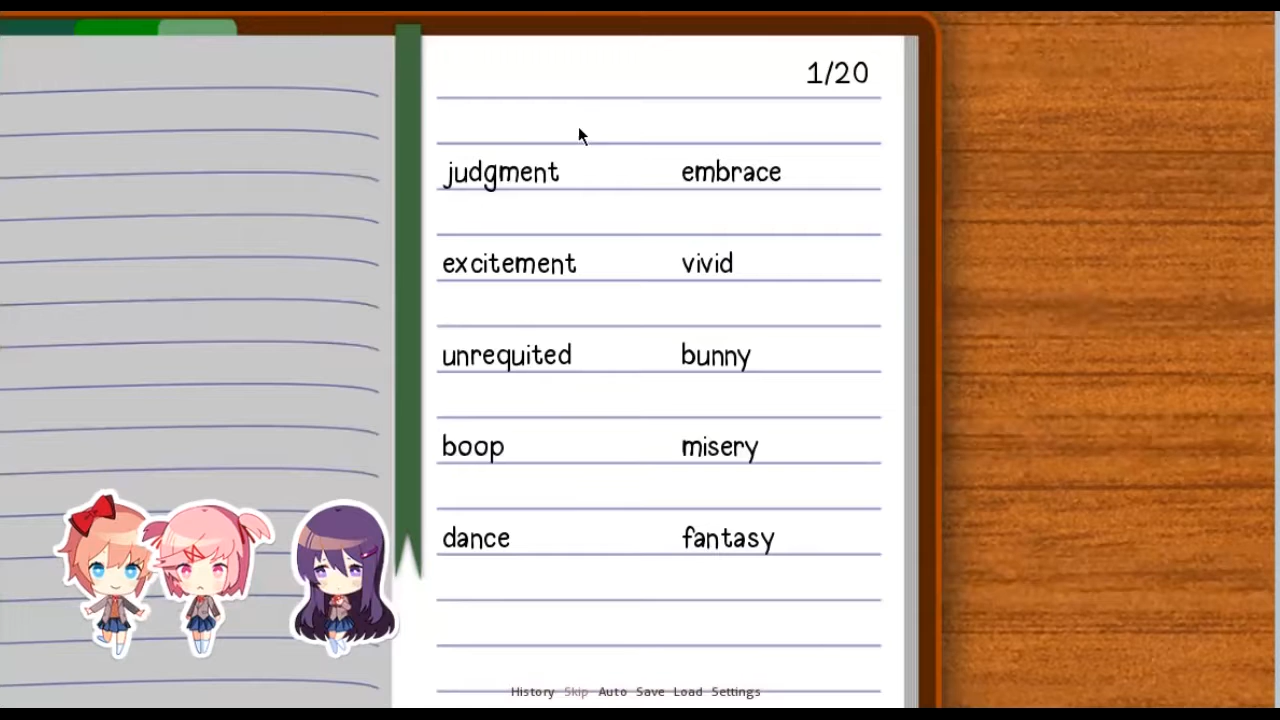 1/20
judgment embrace
excitement vivid
unrequited bunny
boop misery
dance fantasy
History Skip Auto Save Load Settings